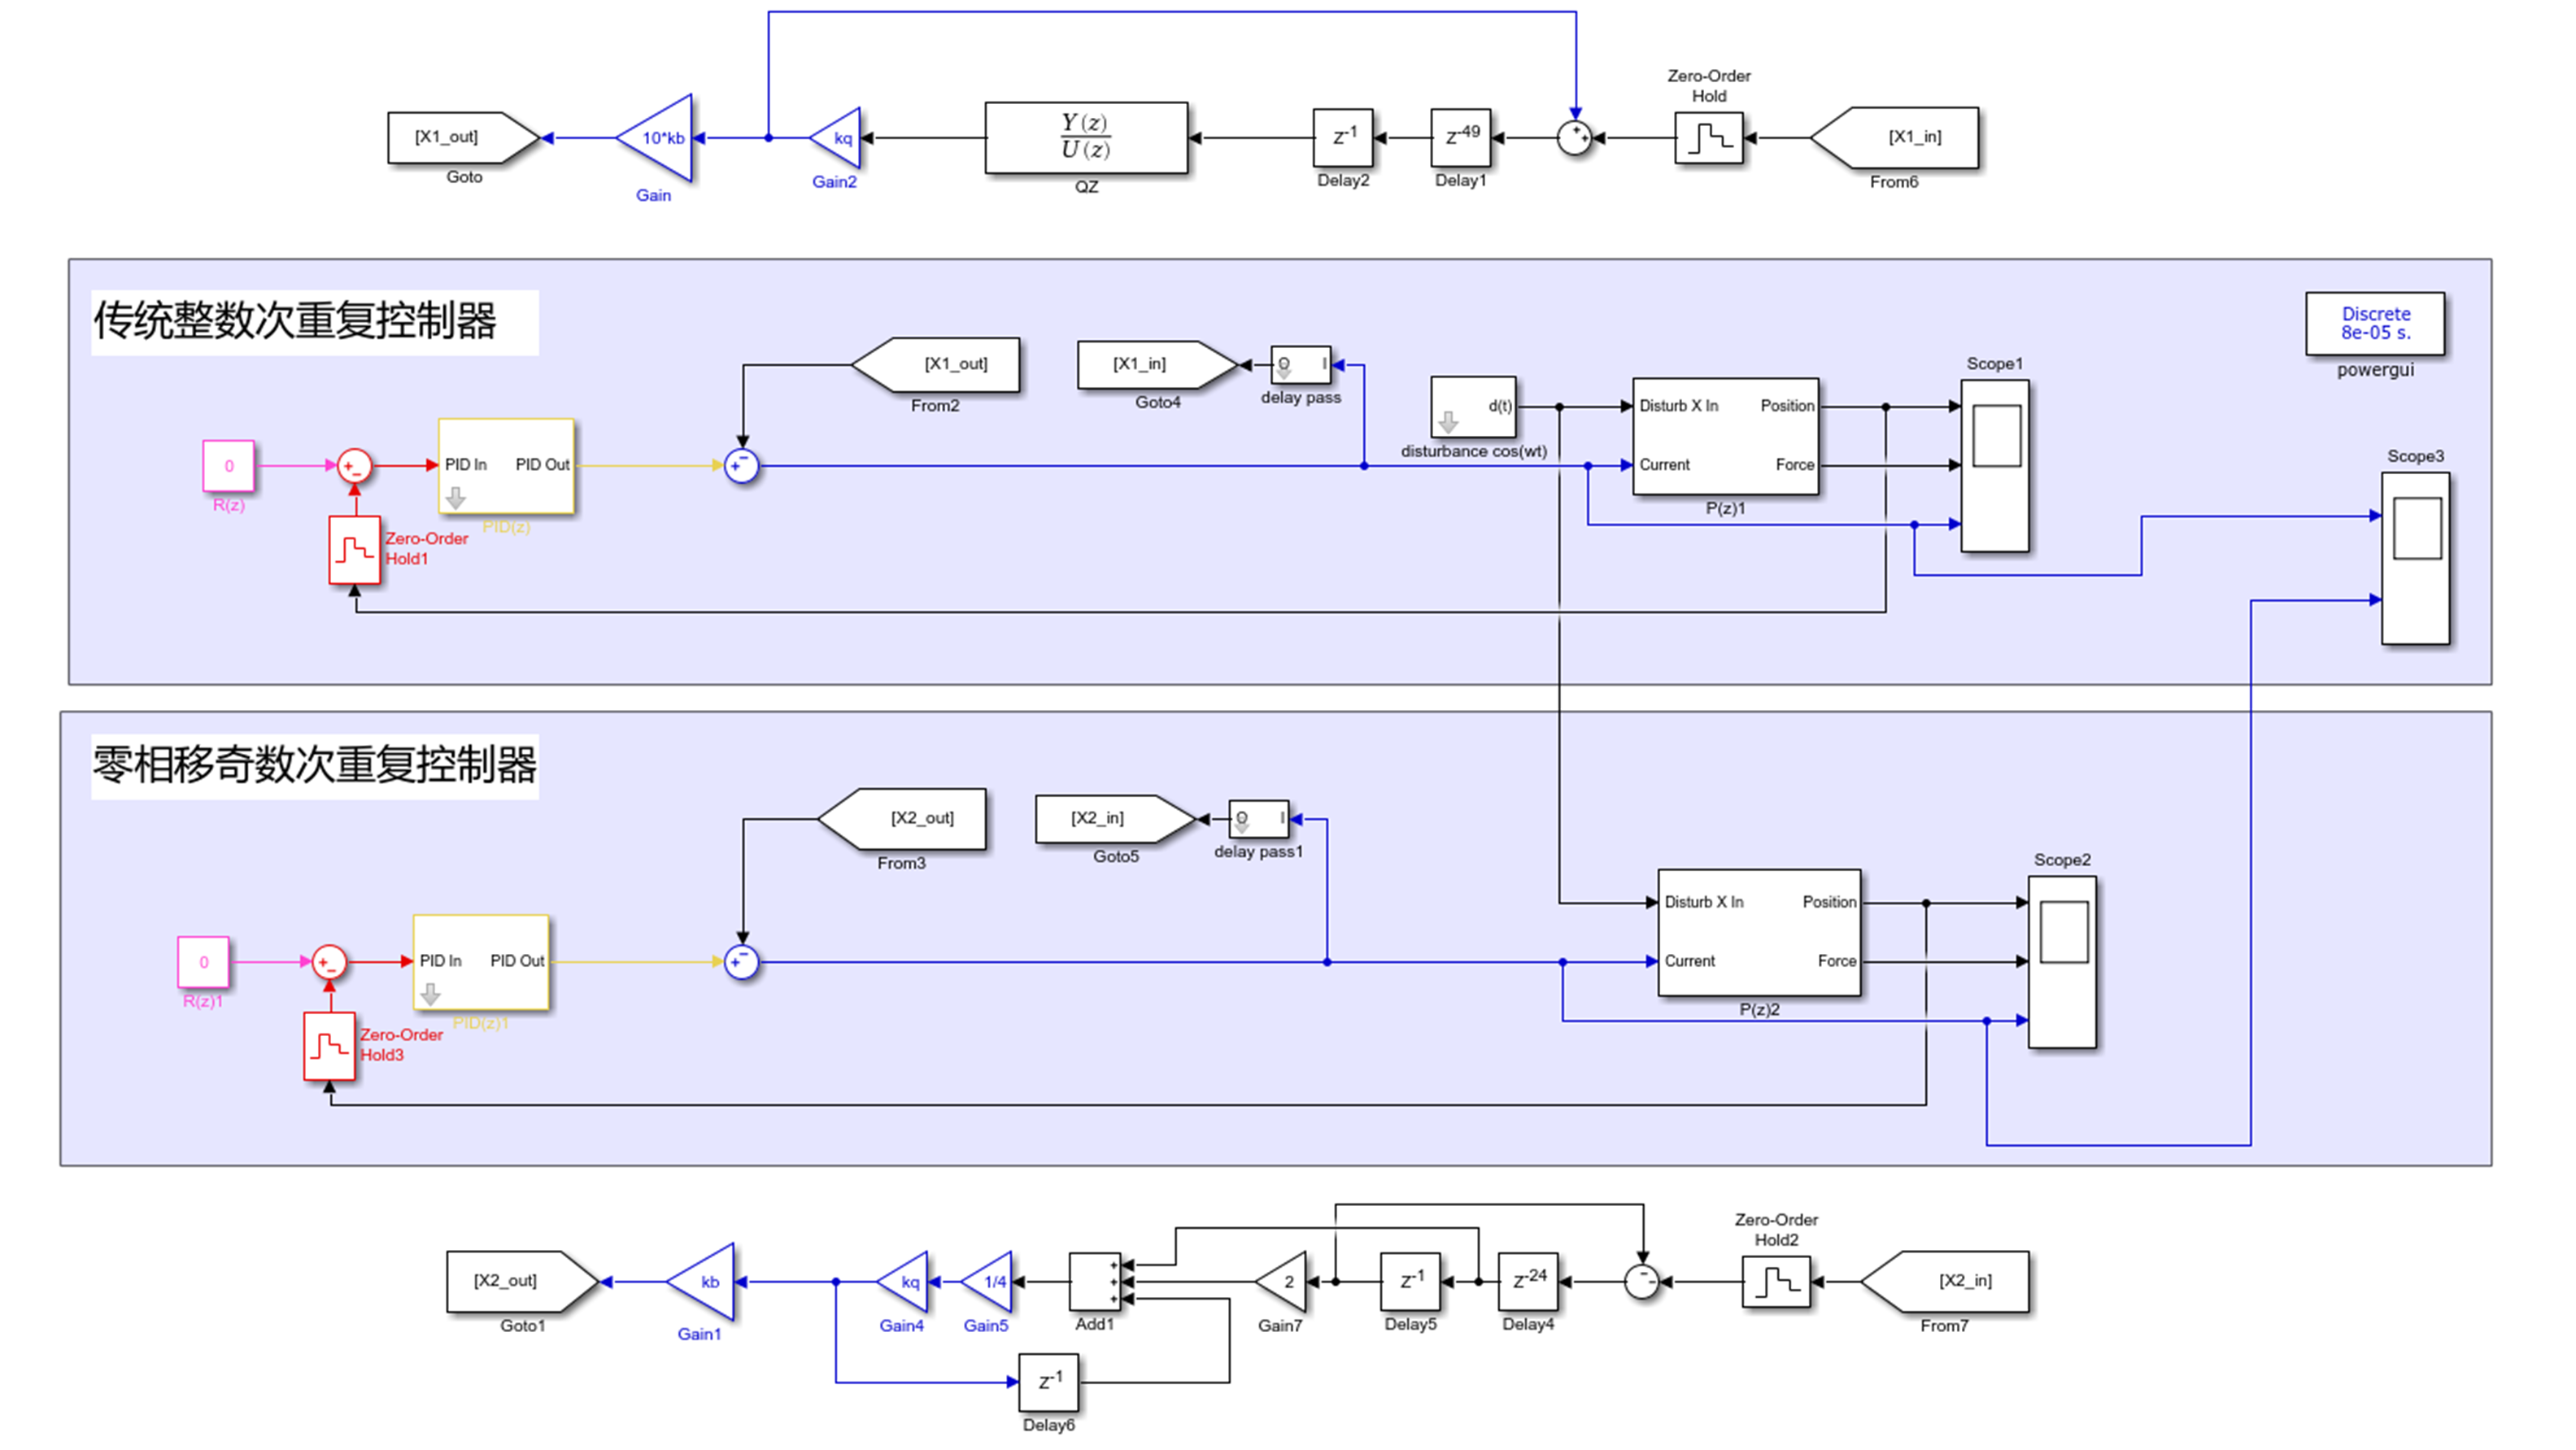 Zero-Order
Hold
[X1_out]
Goto
10*kb
Gain
kq
Gain2
Y(z)
U(z)
QZ
z-1
Delay2
z-49
Delay1
+
+
[X1_in]
From6
传统整数次重复控制器
Discrete
8e-05 s.
powergui
[X1_out]
From2
[X1_in]
Goto4
O
I
delay pass
d(t)
disturbance cos(wt)
Disturb X In
Position
Current
Force
P(z)1
Scope1
Scope3
0
R(z)
+
−
PID In
PID Out
PID(z)
+
−
Zero-Order
Hold1
零相移奇数次重复控制器
[X2_out]
From3
[X2_in]
Goto5
O
I
delay pass1
Scope2
Disturb X In
Position
Current
Force
P(z)2
0
R(z)1
+
−
PID In
PID Out
PID(z)1
+
−
Zero-Order
Hold3
Zero-Order
Hold2
[X2_out]
Goto1
kb
Gain1
kq
Gain4
1/4
Gain5
+
+
+
Add1
2
Gain7
z-1
Delay5
z-24
Delay4
−
−
[X2_in]
From7
z-1
Delay6